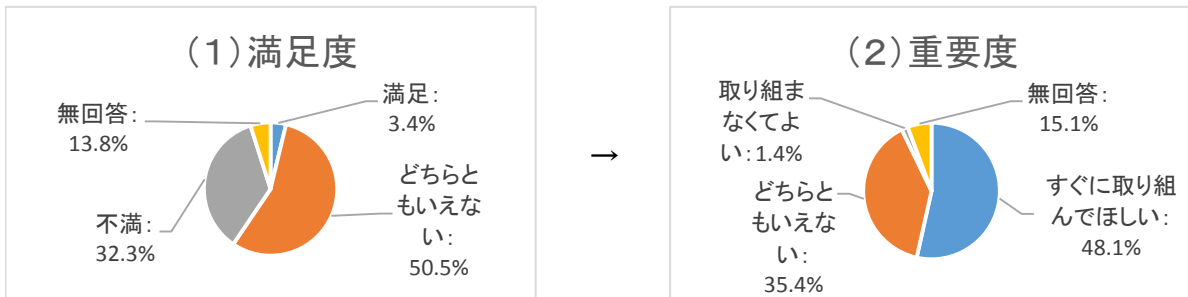 (1)満足度
無回答:
13.8%
満足:
3.4%
不満:
32.3%
どちらと
もいえな
い:
50.5%
→
(2)重要度
取り組ま
なくてよ
い:1.4%
無回答:
15.1%
どちらと
もいえな
い:
35.4%
すぐに取り組
んでほしい:
48.1%